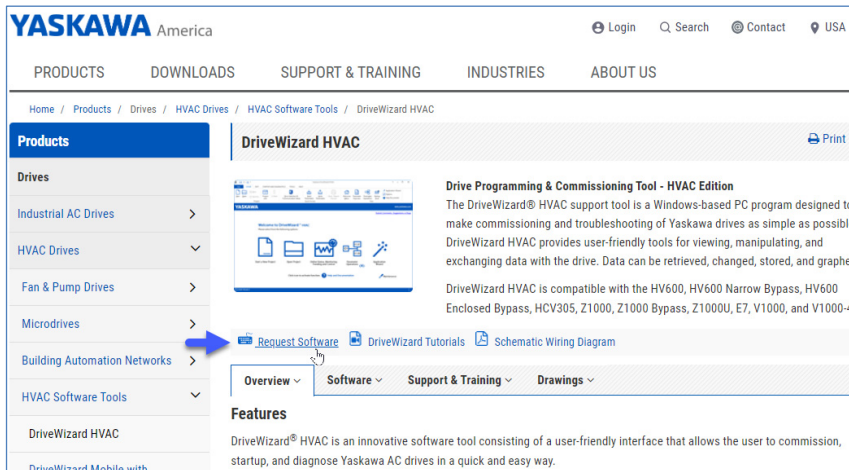 YASKAWA America
Login Search Contact USA
PRODUCTS DOWNLOADS SUPPORT & TRAINING INDUSTRIES ABOUT US
Home / Products / Drives / HVAC Drives / HVAC Software Tools / DriveWizard HVAC
Products
Drives
Industrial AC Drives
HVAC Drives
Fan & Pump Drives
Microdrives
Building Automation Networks
HVAC Software Tools
DriveWizard HVAC
DriveWizard Mobile with
DriveWizard HVAC
Print
YASKAWA
Drive Programming & Commissioning Tool - HVAC Edition
The DriveWizard® HVAC support tool is a Windows-based PC program designed to
make commissioning and troubleshooting of Yaskawa drives as simple as possibl
DriveWizard HVAC provides user-friendly tools for viewing, manipulating, and
exchanging data with the drive. Data can be retrieved, changed, stored, and graphe
DriveWizard HVAC is compatible with the HV600, HV600 Narrow Bypass, HV600
Enclosed Bypass, HCV305, Z1000, Z1000 Bypass, Z1000U, E7, V1000, and V1000-4
Request Software DriveWizard Tutorials Schematic Wiring Diagram
Overview Software Support & Training Drawings
Features
DriveWizard® HVAC is an innovative software tool consisting of a user-friendly interface that allows the user to commission,
startup, and diagnose Yaskawa AC drives in a quick and easy way.